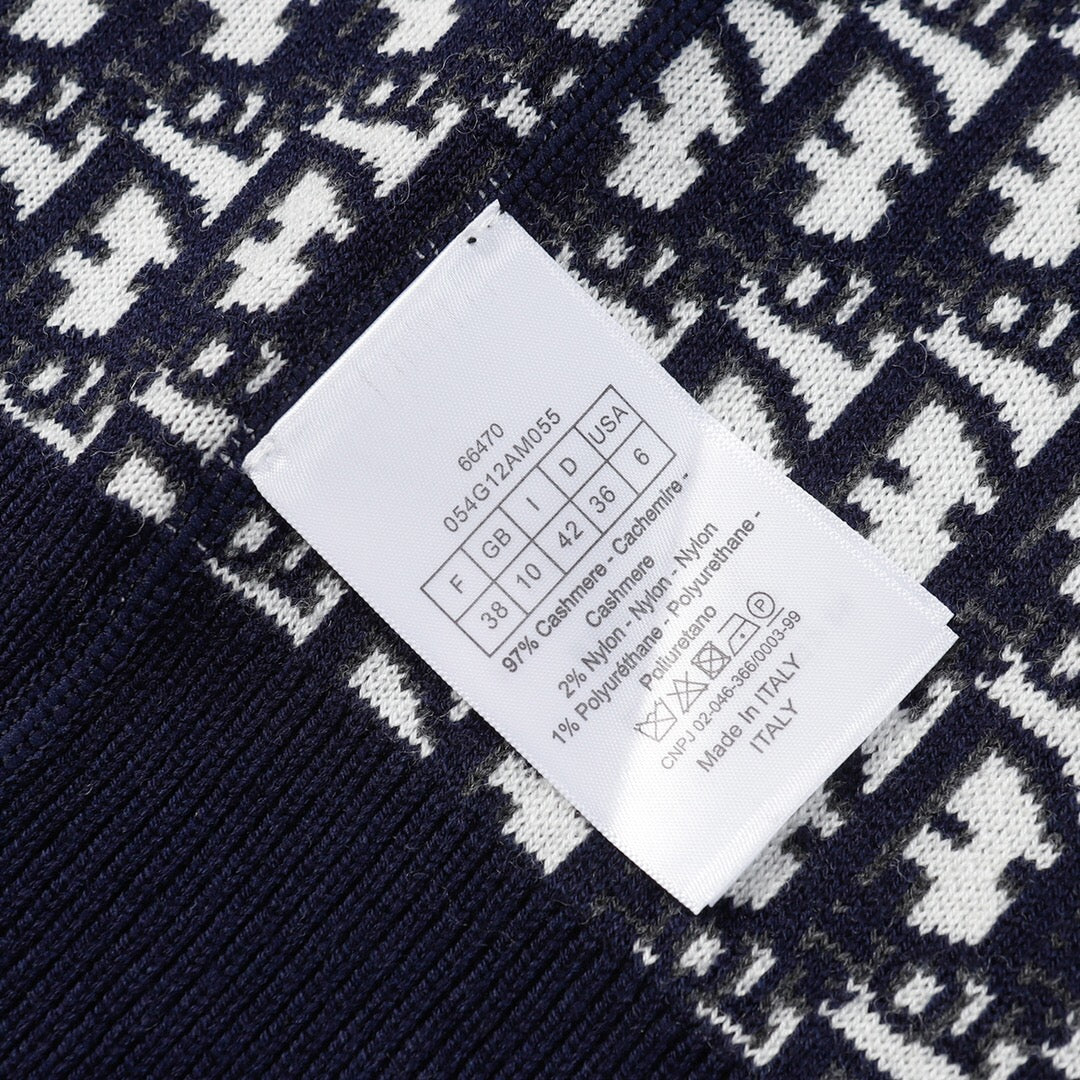 66470
054G12AM055
F GB I D USA
38 10 42 36 6
97% Cashmere - Cachemire -
Cashmere
2% Nylon - Nylon - Nylon
1% Polyuréthane - Polyurethane -
Poliuretano
P
CNPJ 02-046-366/0003-99
Made In ITALY
ITALY